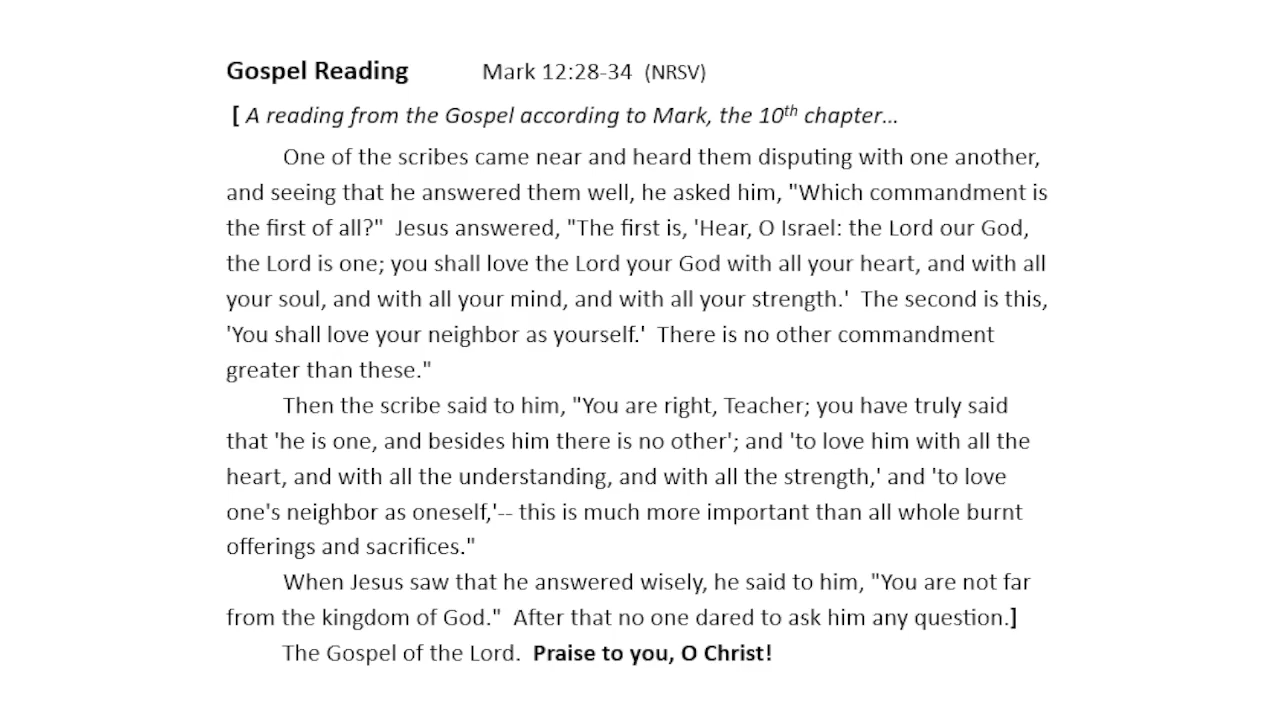 Gospel Reading Mark 12:28-34 (NRSV)
[ A reading from the Gospel according to Mark, the 10th chapter…
One of the scribes came near and heard them disputing with one another,
and seeing that he answered them well, he asked him, "Which commandment is
the first of all?" Jesus answered, "The first is, 'Hear, O Israel: the Lord our God,
the Lord is one; you shall love the Lord your God with all your heart, and with all
your soul, and with all your mind, and with all your strength.' The second is this,
'You shall love your neighbor as yourself.' There is no other commandment
greater than these."
Then the scribe said to him, "You are right, Teacher; you have truly said
that 'he is one, and besides him there is no other'; and 'to love him with all the
heart, and with all the understanding, and with all the strength,' and 'to love
one's neighbor as oneself,'-- this is much more important than all whole burnt
offerings and sacrifices."
When Jesus saw that he answered wisely, he said to him, "You are not far
from the kingdom of God." After that no one dared to ask him any question.]
The Gospel of the Lord. Praise to you, O Christ!